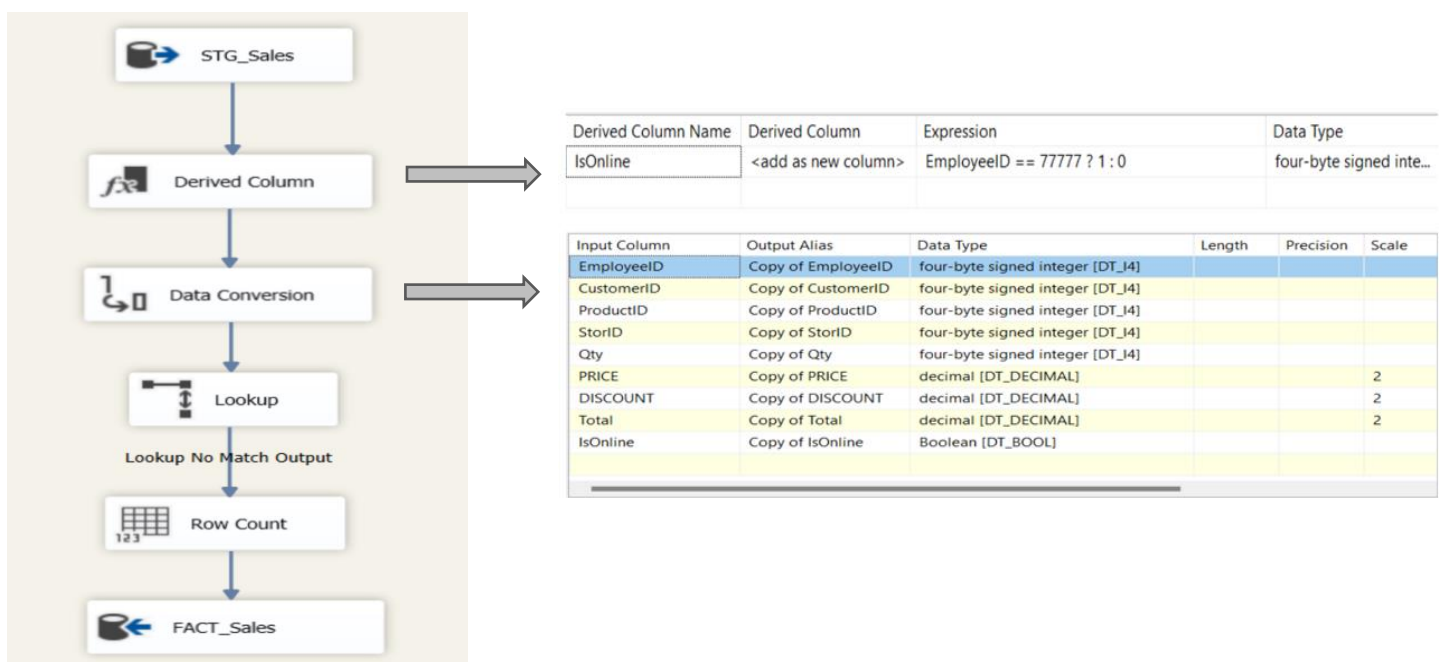 STG_Sales
Derived Column
Data Conversion
Lookup
Lookup No Match Output
123
Row Count
FACT_Sales
Derived Column Name Derived Column Expression Data Type
IsOnline <add as new column> EmployeeID == 77777 ? 1 : 0 four-byte signed inte...
Input Column Output Alias Data Type Length Precision Scale
EmployeeID Copy of EmployeeID four-byte signed integer [DT_I4]
CustomerID Copy of CustomerID four-byte signed integer [DT_I4]
ProductID Copy of ProductID four-byte signed integer [DT_I4]
StorID Copy of StorID four-byte signed integer [DT_I4]
Qty Copy of Qty four-byte signed integer [DT_I4]
PRICE Copy of PRICE decimal [DT_DECIMAL] 2
DISCOUNT Copy of DISCOUNT decimal [DT_DECIMAL] 2
Total Copy of Total decimal [DT_DECIMAL] 2
IsOnline Copy of IsOnline Boolean [DT_BOOL]